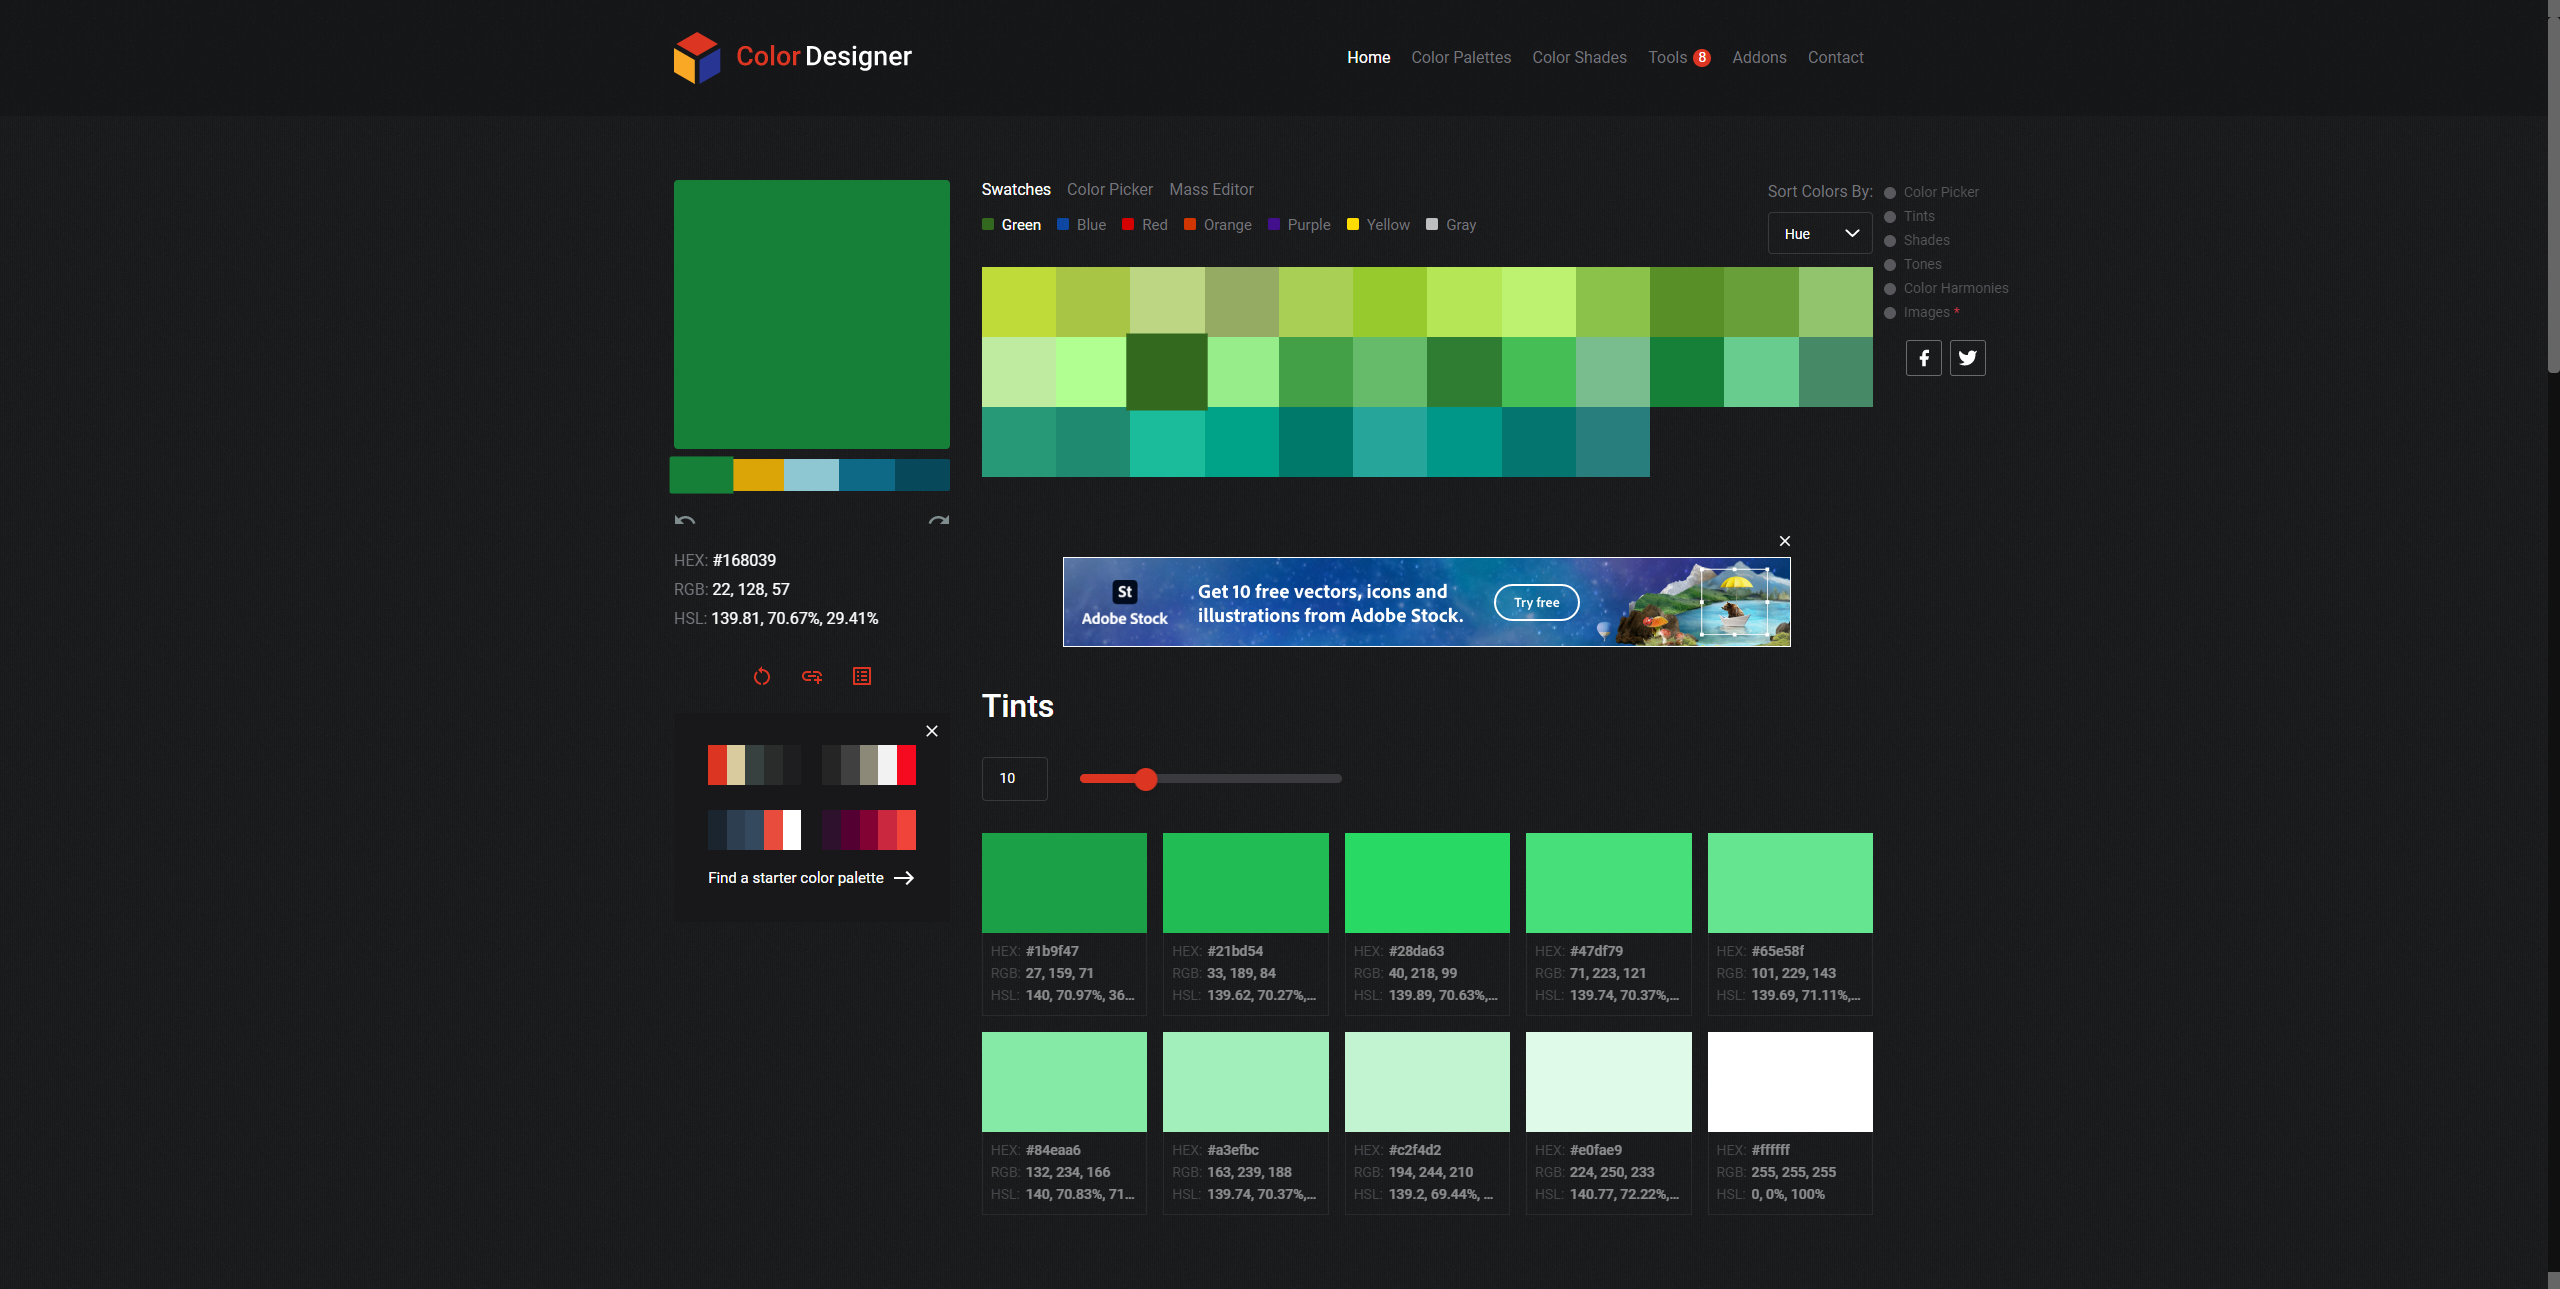 Color Designer
Home Color Palettes Color Shades Tools 8 Addons Contact
Swatches Color Picker Mass Editor
Green Blue Red Orange Purple Yellow Gray
Sort Colors By:
Hue
Color Picker
Tints
Shades
Tones
Color Harmonies
Images *
HEX: #168039
RGB: 22, 128, 57
HSL: 139.81, 70.67%, 29.41%
Find a starter color palette
St
Adobe Stock
Get 10 free vectors, icons and
illustrations from Adobe Stock.
Try free
Tints
10
HEX: #1b9f47
RGB: 27, 159, 71
HSL: 140, 70.97%, 36...
HEX: #21bd54
RGB: 33, 189, 84
HSL: 139.62, 70.27%,...
HEX: #28da63
RGB: 40, 218, 99
HSL: 139.89, 70.63%,...
HEX: #47df79
RGB: 71, 223, 121
HSL: 139.74, 70.37%,...
HEX: #65e58f
RGB: 101, 229, 143
HSL: 139.69, 71.11%,...
HEX: #84eaa6
RGB: 132, 234, 166
HSL: 140, 70.83%, 71...
HEX: #a3efbc
RGB: 163, 239, 188
HSL: 139.74, 70.37%,...
HEX: #c2f4d2
RGB: 194, 244, 210
HSL: 139.2, 69.44%, ...
HEX: #e0fae9
RGB: 224, 250, 233
HSL: 140.77, 72.22%,...
HEX: #ffffff
RGB: 255, 255, 255
HSL: 0, 0%, 100%